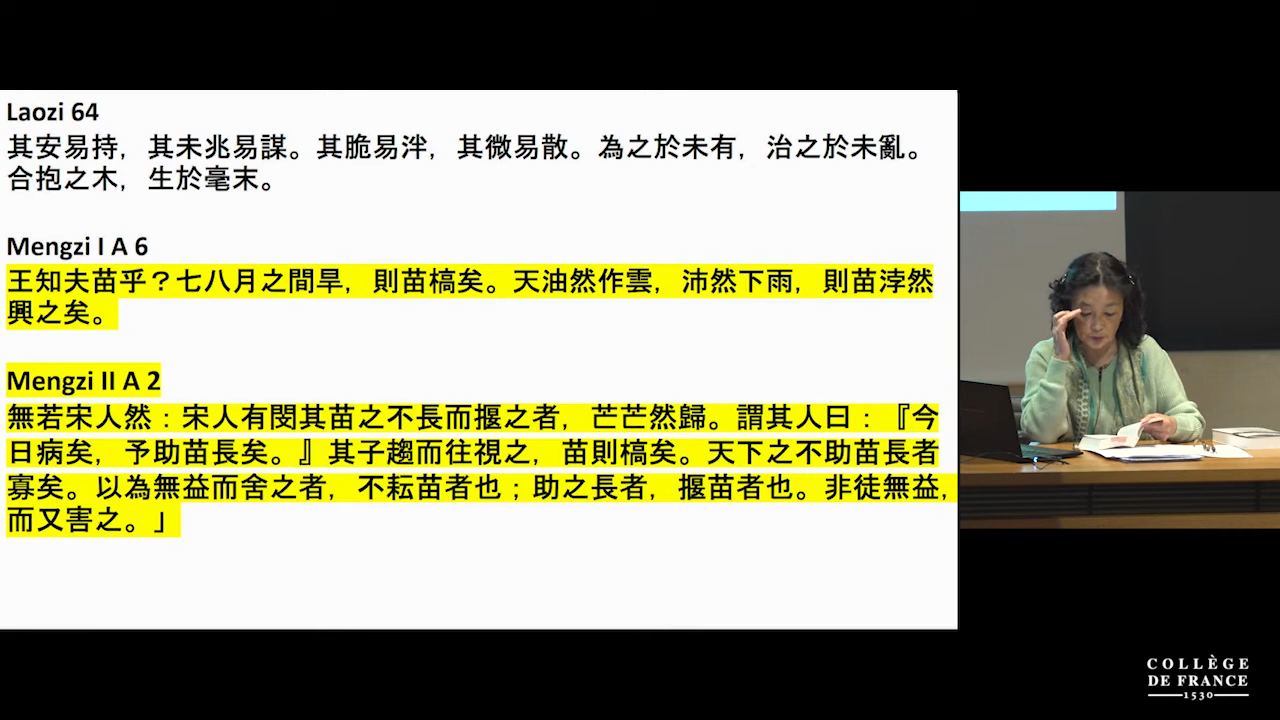 Laozi 64
其安易持，其未兆易謀。其脆易泮，其微易散。為之於未有，治之於未亂。
合抱之木，生於毫末。
Mengzi I A 6
王知夫苗乎？七八月之間旱，則苗槁矣。天油然作雲，沛然下雨，則苗浡然
興之矣。
Mengzi II A 2
無若宋人然：宋人有閔其苗之不長而揠之者，芒芒然歸。謂其人曰：『今
日病矣，予助苗長矣。』其子趨而往視之，苗則槁矣。天下之不助苗長者
寡矣。以為無益而舍之者，不耘苗者也；助之長者，揠苗者也。非徒無益，
而又害之。」
COLLÈGE
DE FRANCE
1530